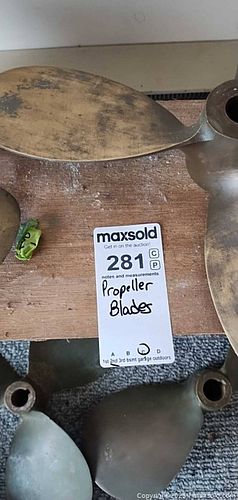 maxsold
Get in on the auction!
281 C P
notes and measurements
Propeller
Blades
A B C D
1st 2nd 3rd bsmt garage outdoors